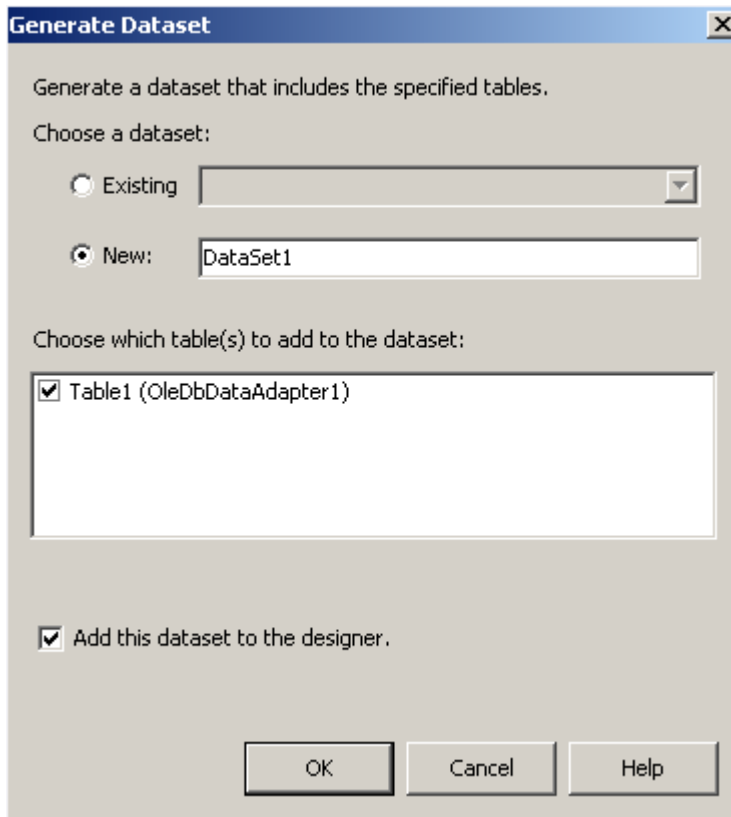 Generate Dataset
Generate a dataset that includes the specified tables.
Choose a dataset:
Existing
New: DataSet1
Choose which table(s) to add to the dataset:
Table1 (OleDbDataAdapter1)
Add this dataset to the designer.
OK Cancel Help